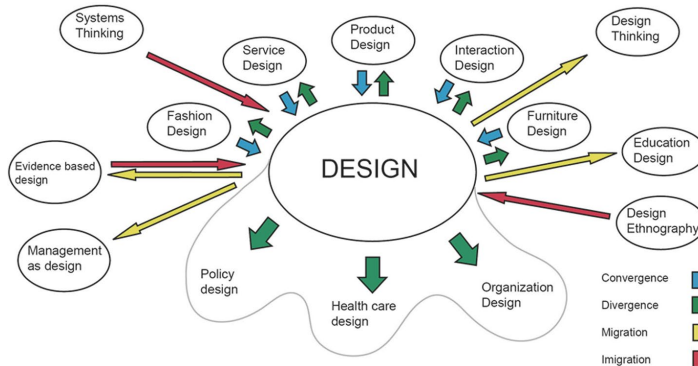 Systems
Thinking
Service
Design
Product
Design
Interaction
Design
Design
Thinking
Fashion
Design
Furniture
Design
Evidence based
design
DESIGN
Education
Design
Management
as design
Design
Ethnography
Policy
design
Health care
design
Organization
Design
Convergence
Divergence
Migration
Imigration